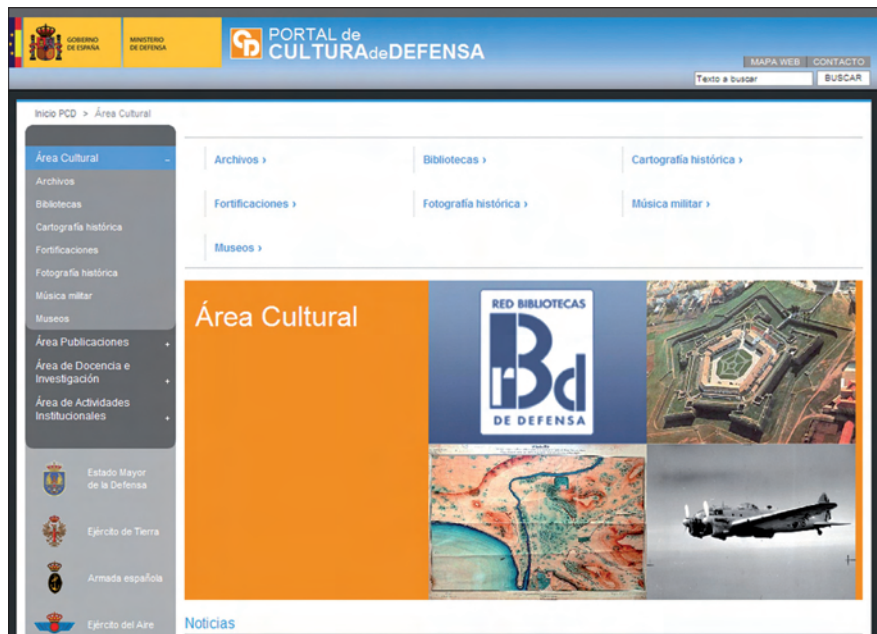 GOBIERNO
DE ESPAÑA
MINISTERIO
DE DEFENSA
PORTAL de
CULTURAdeDEFENSA
MAPA WEB
CONTACTO
Texto a buscar
BUSCAR
Inicio PCD > Área Cultural
Área Cultural -
Archivos
Bibliotecas
Cartografía histórica
Fortificaciones
Fotografía histórica
Música militar
Museos
Área Publicaciones +
Área de Docencia e
Investigación +
Área de Actividades
Institucionales +
Estado Mayor
de la Defensa
Ejército de Tierra
Armada española
Ejército del Aire
Archivos ›
Bibliotecas ›
Cartografía histórica ›
Fortificaciones ›
Fotografía histórica ›
Música militar ›
Museos ›
Área Cultural
RED BIBLIOTECAS
rBd
DE DEFENSA
Noticias